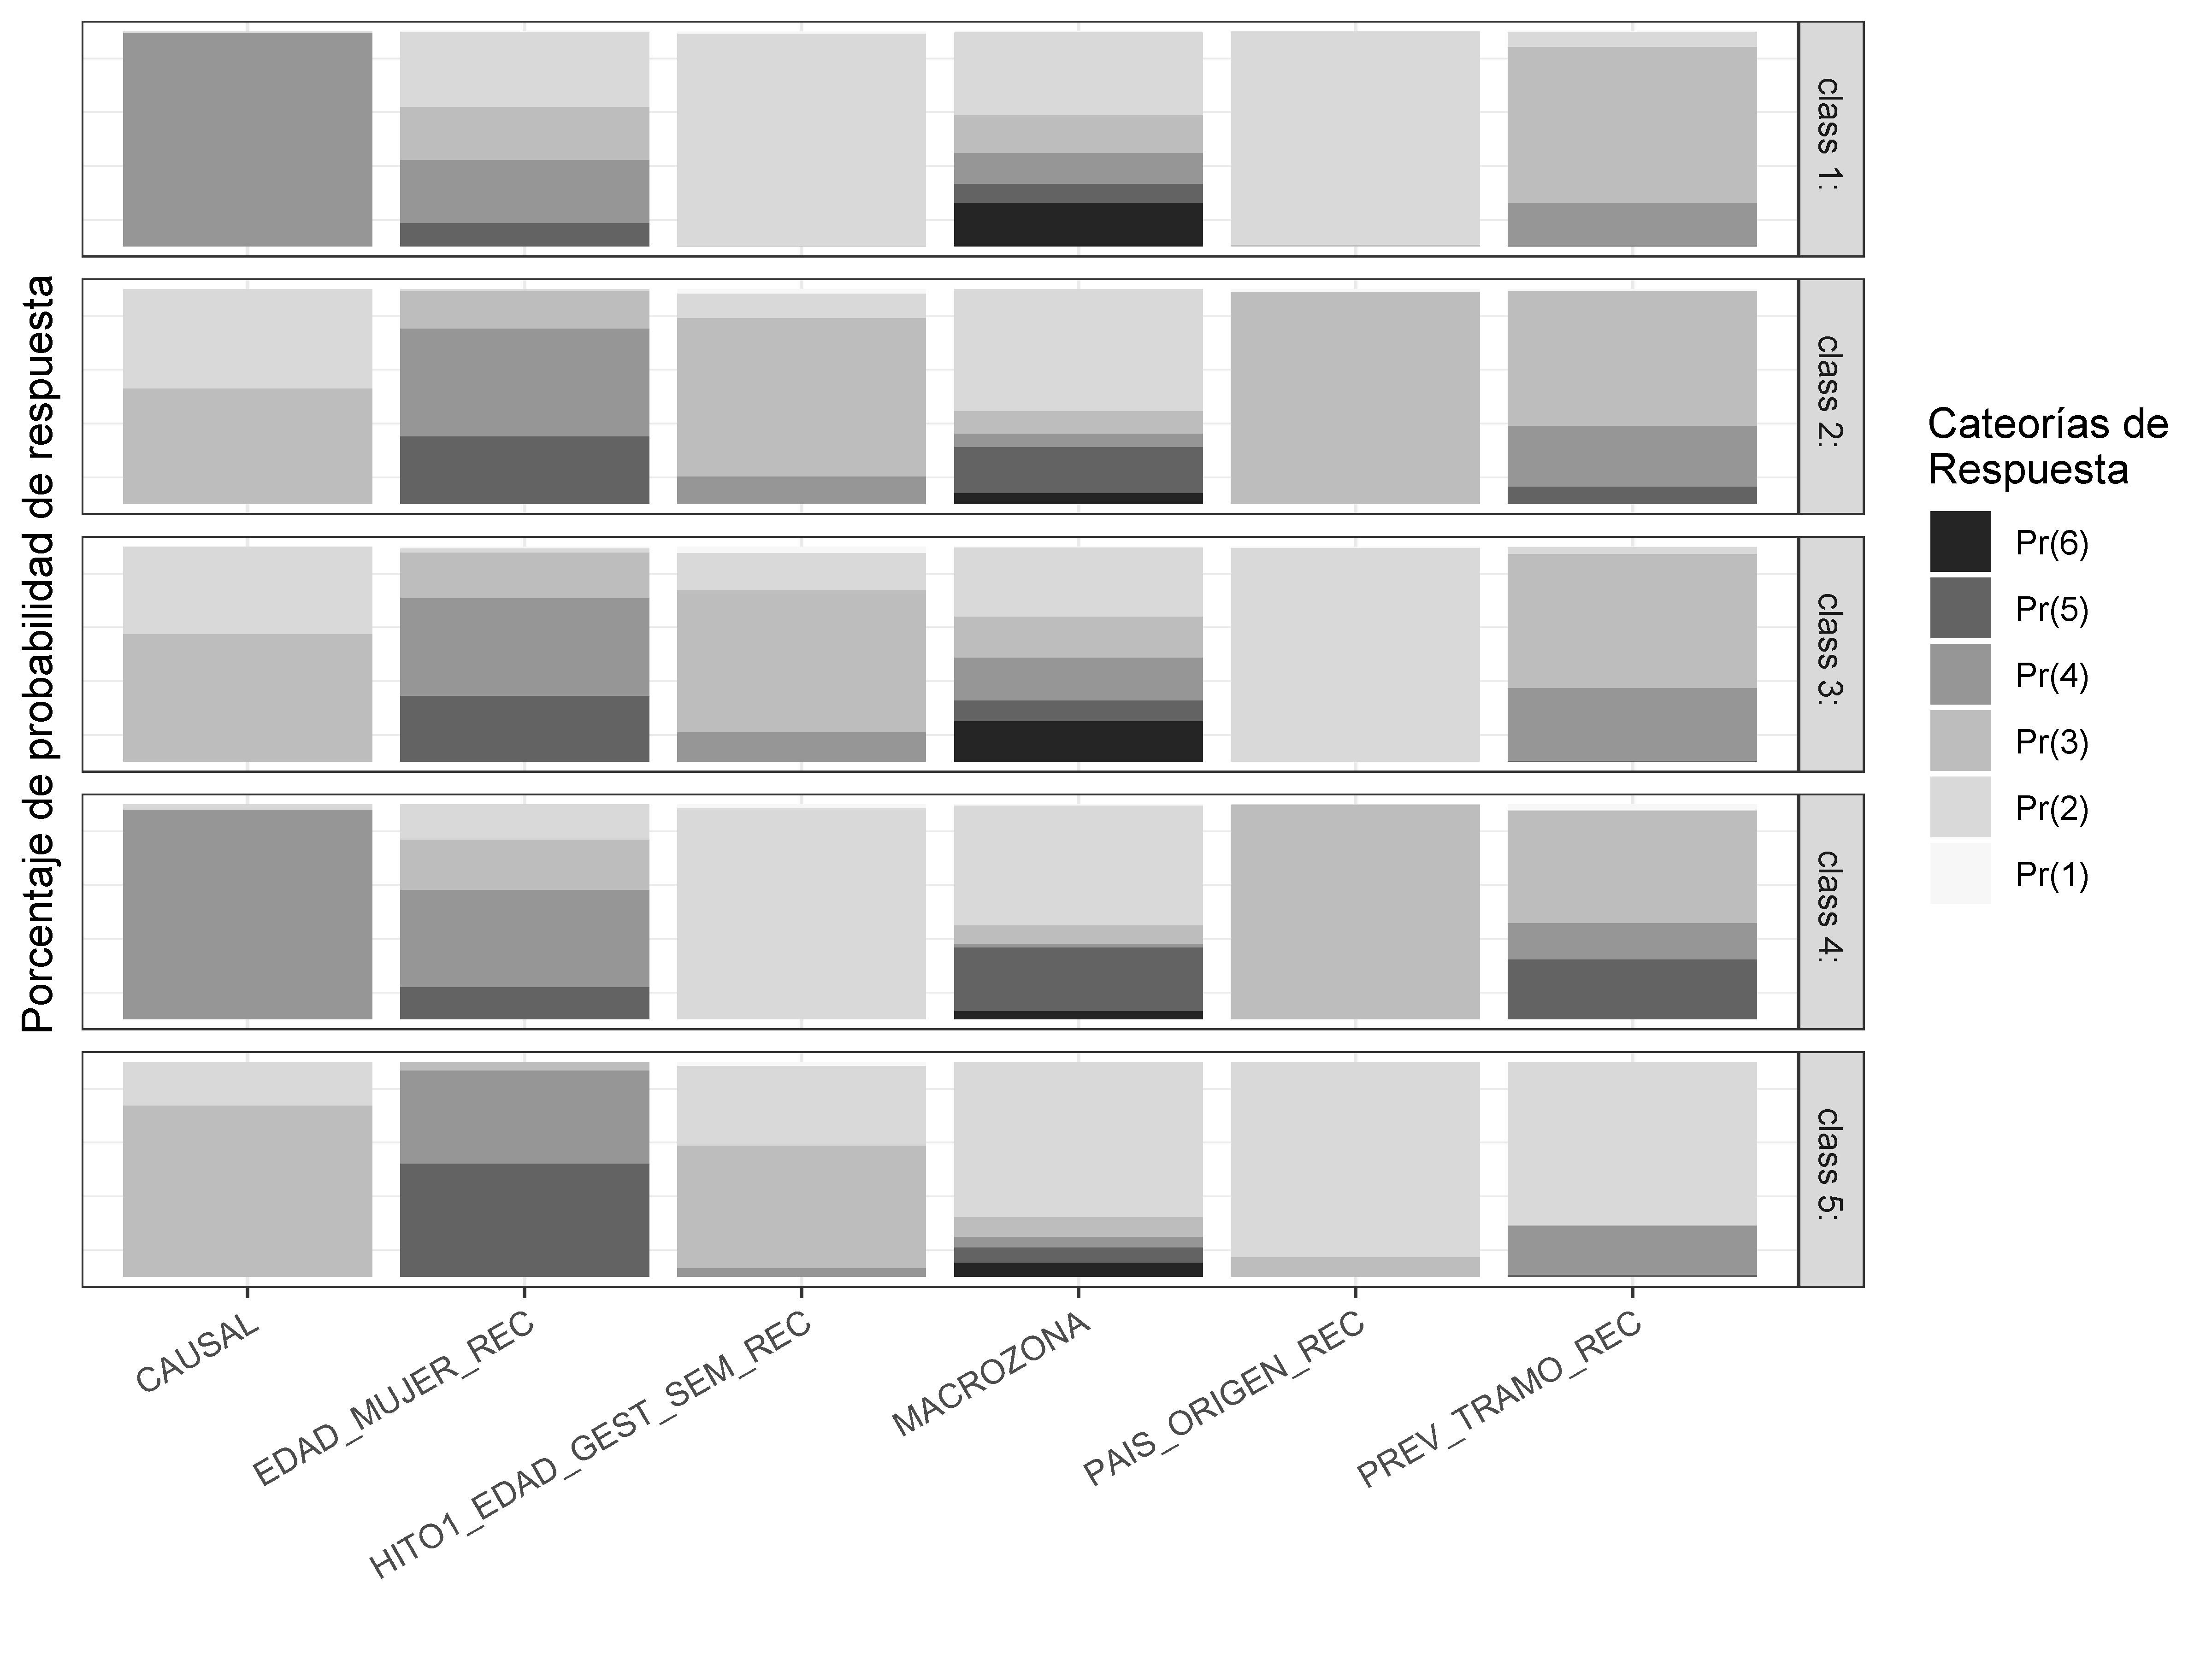 Porcentaje de probabilidad de respuesta
class 1:
class 2:
class 3:
class 4:
class 5:
CAUSAL
EDAD_MUJER_REC
HITO1_EDAD_GEST_SEM_REC
MACROZONA
PAIS_ORIGEN_REC
PREV_TRAMO_REC
Cateorías de
Respuesta
Pr(6)
Pr(5)
Pr(4)
Pr(3)
Pr(2)
Pr(1)